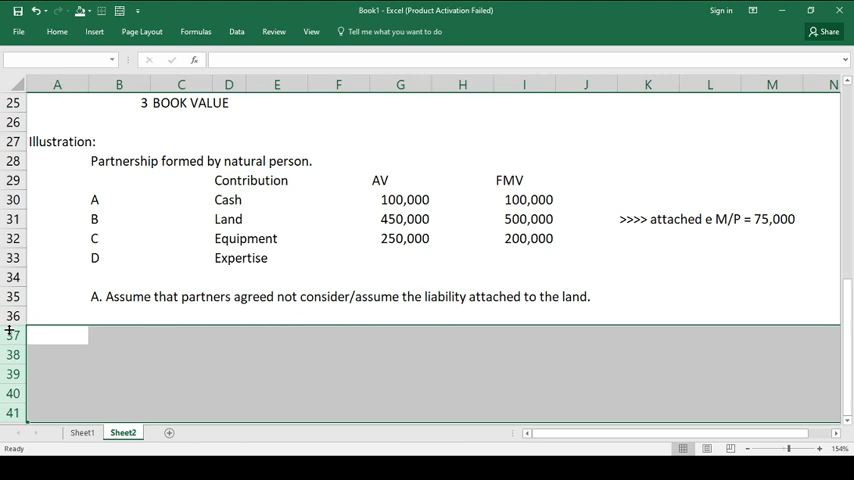 Book1 - Excel (Product Activation Failed)
Sign in
File Home Insert Page Layout Formulas Data Review View Tell me what you want to do Share
fx
A B C D E F G H I J K L M N
25 3 BOOK VALUE
26
27 Illustration:
28 Partnership formed by natural person.
29 Contribution AV FMV
30 A Cash 100,000 100,000
31 B Land 450,000 500,000 >>>> attached e M/P = 75,000
32 C Equipment 250,000 200,000
33 D Expertise
34
35 A. Assume that partners agreed not consider/assume the liability attached to the land.
36
37
38
39
40
41
Sheet1 Sheet2
Ready 154%